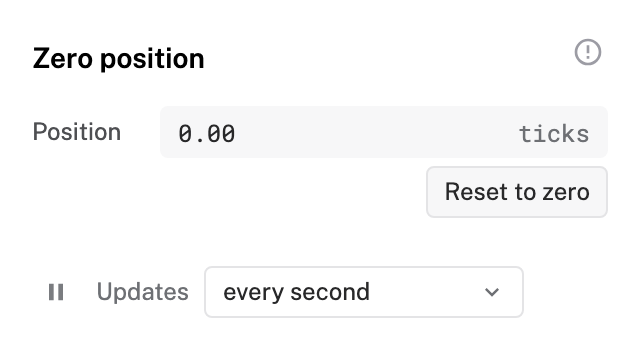 Zero position
Position 0.00 ticks
Reset to zero
Updates every second